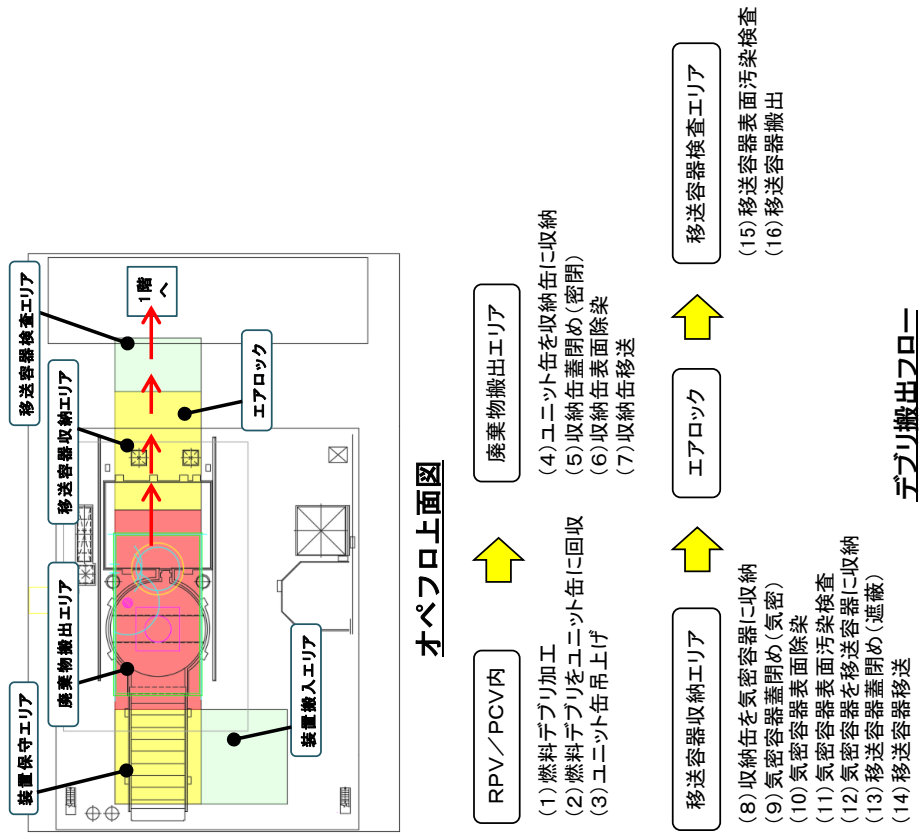 装置保守エリア
廃棄物搬出エリア
移送容器収納エリア
移送容器検査エリア
1階
へ
装置搬入エリア
エアロック
オペフロ上面図
RPV/PCV内
(1)燃料デブリ加工
(2)燃料デブリをユニット缶に回収
(3)ユニット缶吊上げ
廃棄物搬出エリア
(4)ユニット缶を収納缶に収納
(5)収納缶蓋閉め(密閉)
(6)収納缶表面除染
(7)収納缶移送
移送容器収納エリア
(8)収納缶を気密容器に収納
(9)気密容器蓋閉め(気密)
(10)気密容器表面除染
(11)気密容器表面汚染検査
(12)気密容器を移送容器に収納
(13)移送容器蓋閉め(遮蔽)
(14)移送容器移送
エアロック
移送容器検査エリア
(15)移送容器表面汚染検査
(16)移送容器搬出
デブリ搬出フロー